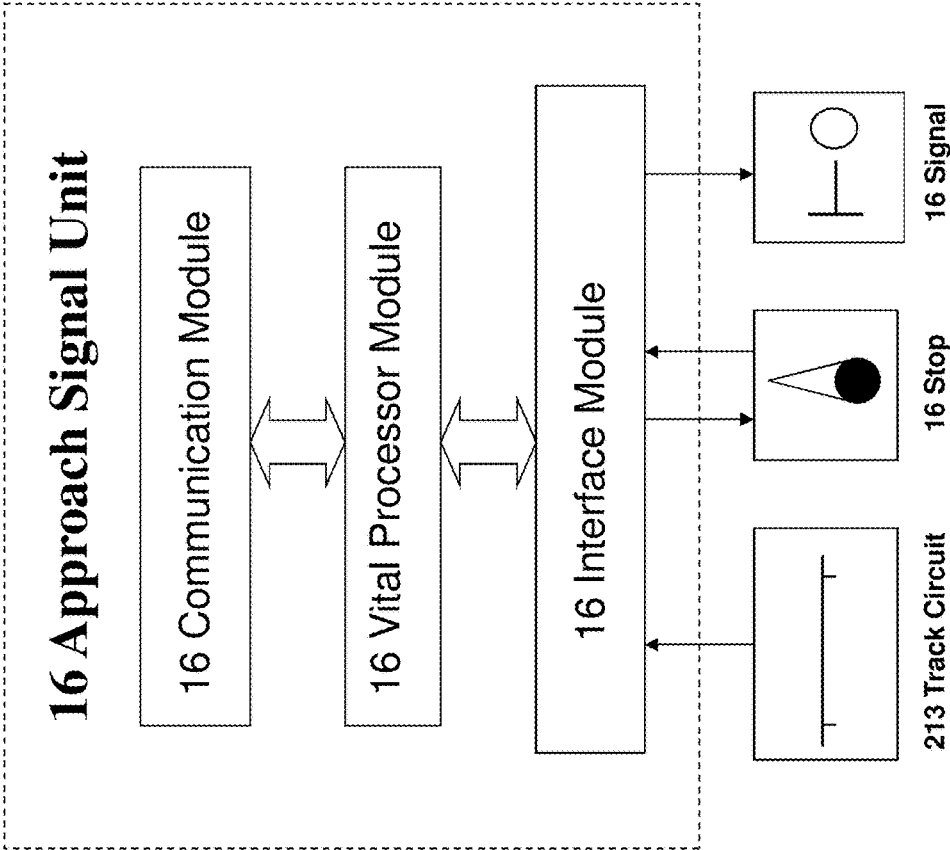 16 Approach Signal Unit
16 Communication Module
16 Vital Processor Module
16 Interface Module
213 Track Circuit
16 Stop
16 Signal